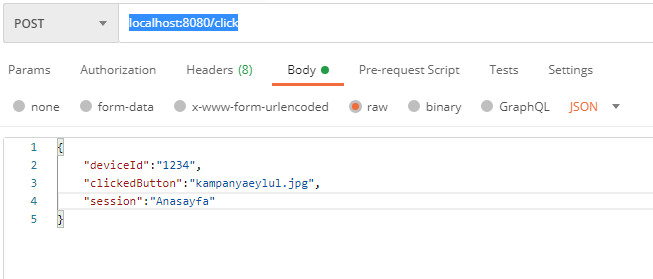 POST localhost:8080/click
Params Authorization Headers (8) Body Pre-request Script Tests Settings
none form-data x-www-form-urlencoded raw binary GraphQL JSON
1 {
2 "deviceId":"1234",
3 "clickedButton":"kampanyaeylul.jpg",
4 "session":"Anasayfa"
5 }